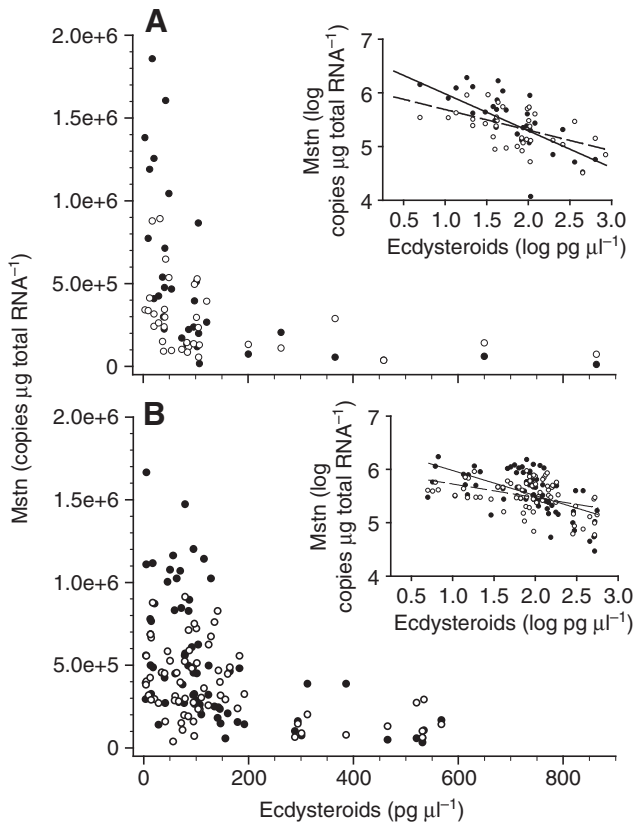 A
2.0e+6
1.5e+6
1.0e+6
5.0e+5
0
7
6
5
4
Mstn (log
copies μg total RNA⁻¹)
0.5 1.0 1.5 2.0 2.5 3.0
Ecdysteroids (log pg μl⁻¹)
Mstn (copies μg total RNA⁻¹)
B
2.0e+6
1.5e+6
1.0e+6
5.0e+5
0
7
6
5
4
Mstn (log
copies μg total RNA⁻¹)
0.5 1.0 1.5 2.0 2.5 3.0
Ecdysteroids (log pg μl⁻¹)
0 200 400 600 800
Ecdysteroids (pg μl⁻¹)